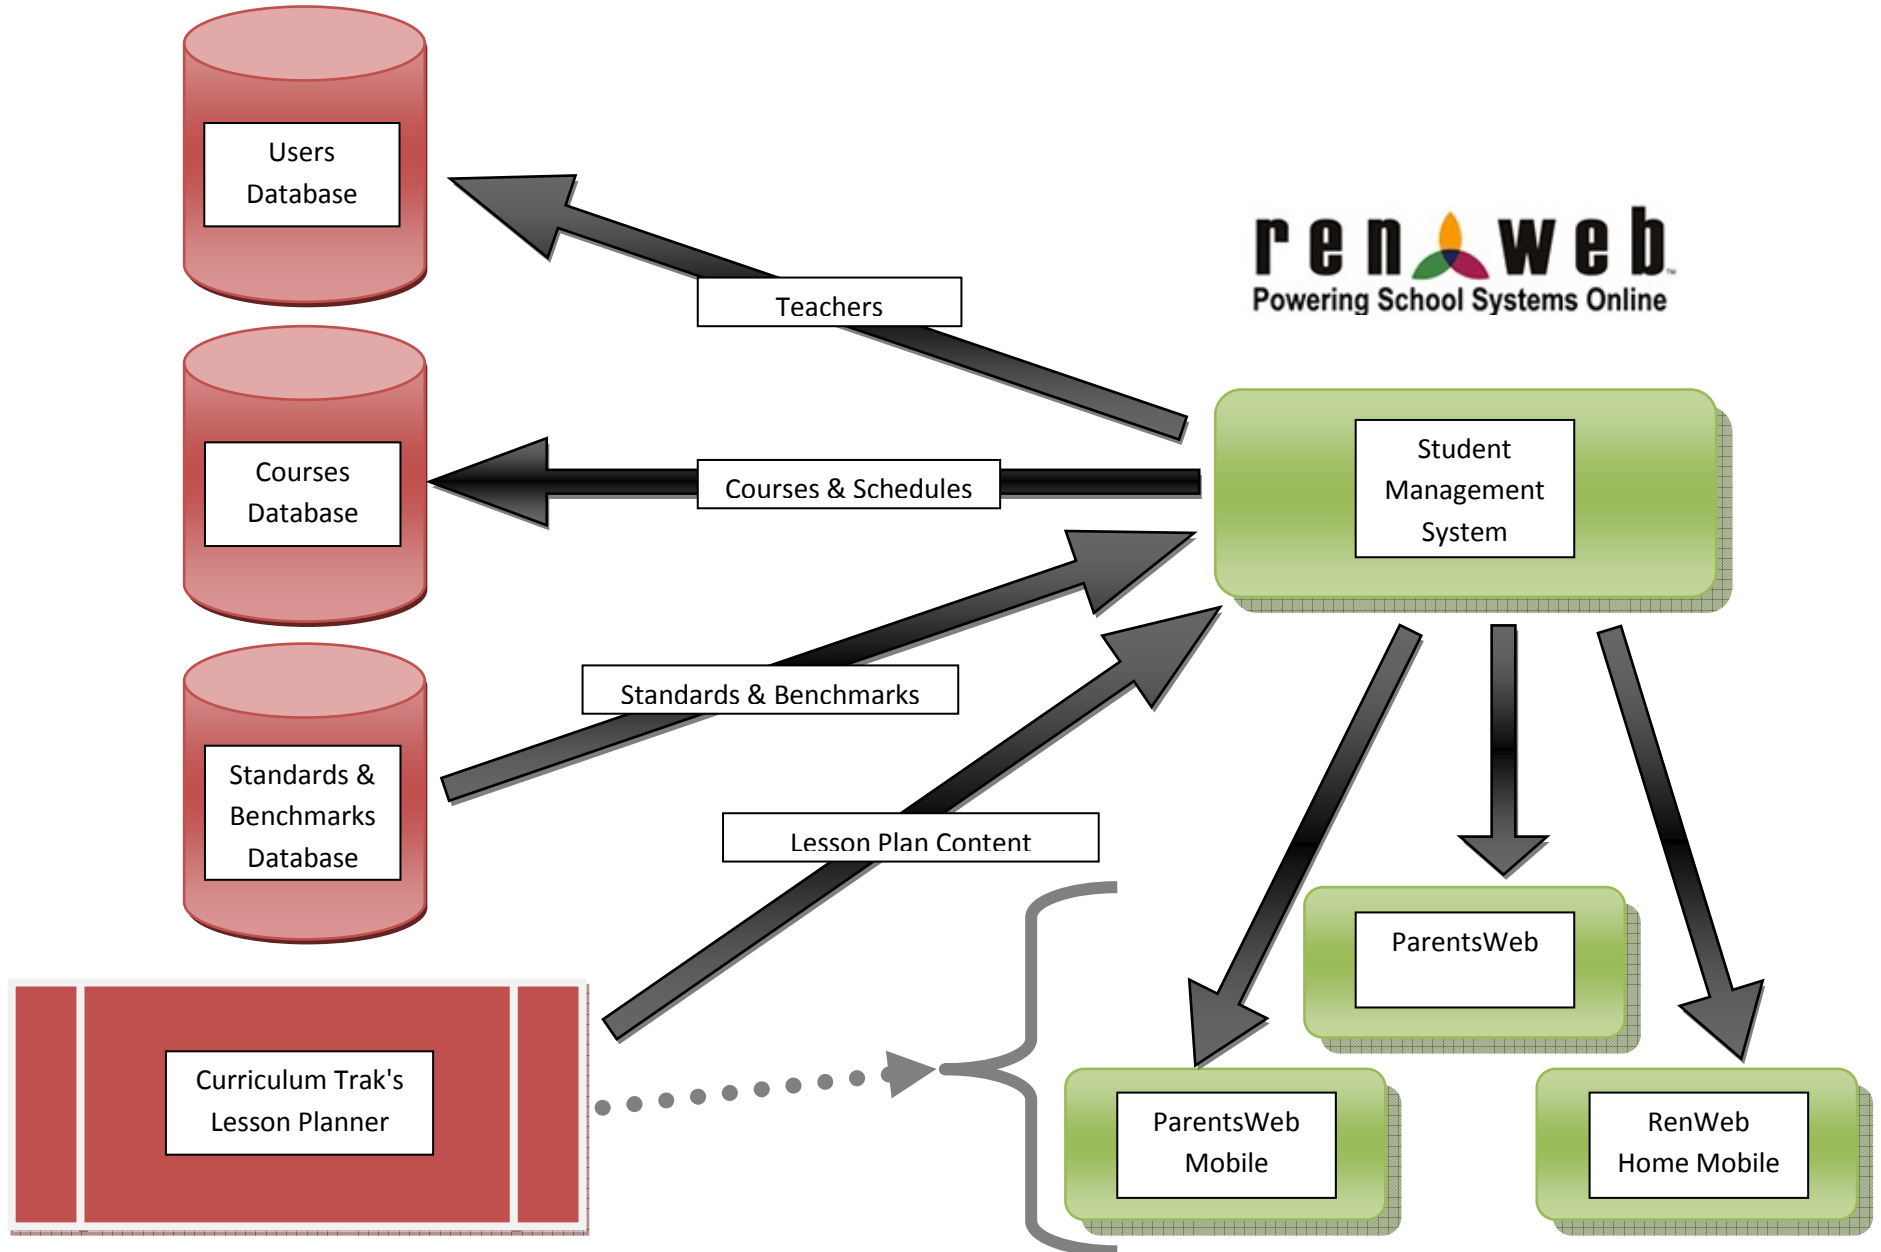 Users
Database
Teachers
renweb
Powering School Systems Online
Courses
Database
Courses & Schedules
Student
Management
System
Standards & Benchmarks
Standards &
Benchmarks
Database
Lesson Plan Content
ParentsWeb
Curriculum Trak's
Lesson Planner
ParentsWeb
Mobile
RenWeb
Home Mobile